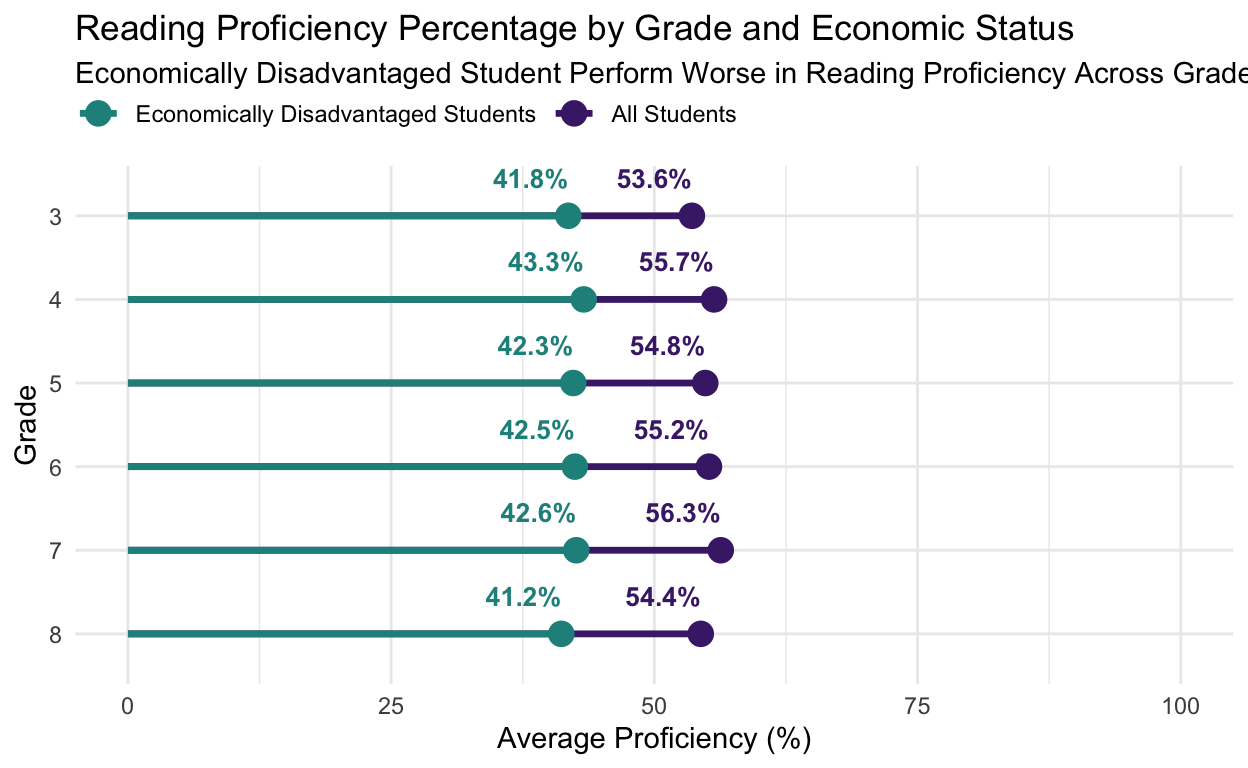 Reading Proficiency Percentage by Grade and Economic Status
Economically Disadvantaged Student Perform Worse in Reading Proficiency Across Grade
Economically Disadvantaged Students All Students
41.8% 53.6%
3
43.3% 55.7%
4
42.3% 54.8%
5
42.5% 55.2%
6
42.6% 56.3%
7
41.2% 54.4%
8
Grade
0 25 50 75 100
Average Proficiency (%)